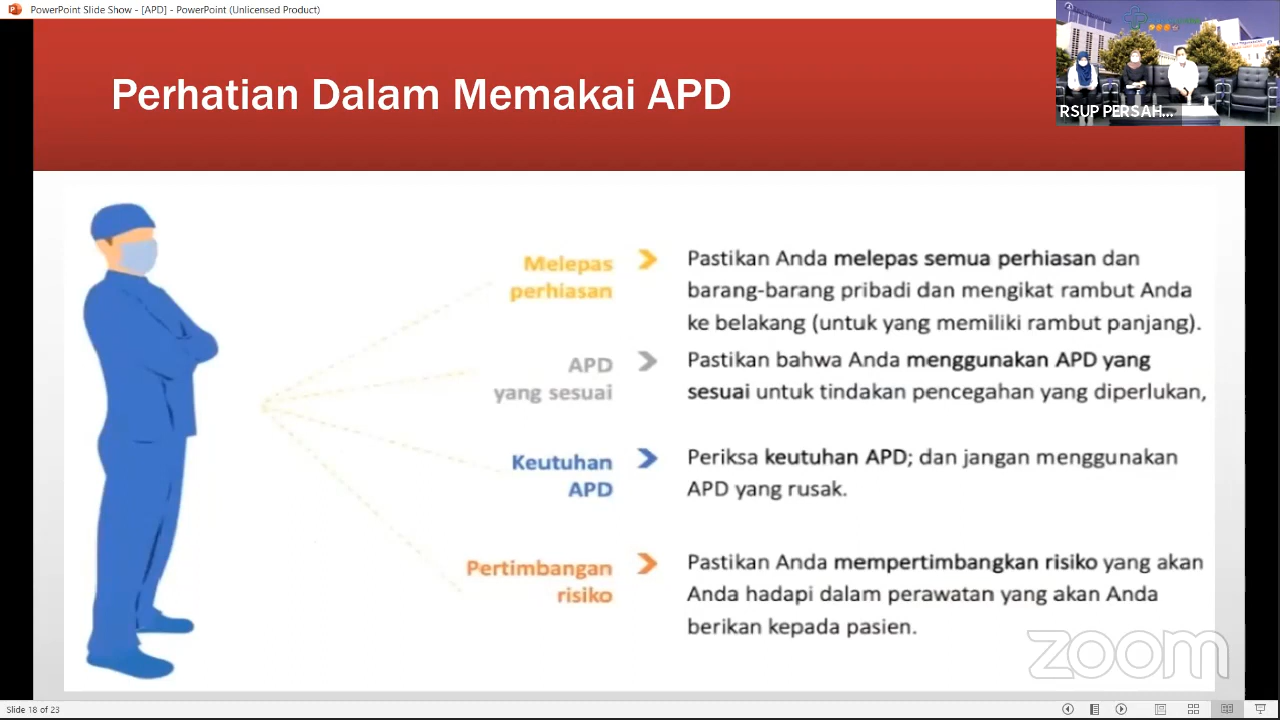 PowerPoint Slide Show - [APD] - PowerPoint (Unlicensed Product)
RSUP PERSAH...
Perhatian Dalam Memakai APD
Melepas
perhiasan
Pastikan Anda melepas semua perhiasan dan
barang-barang pribadi dan mengikat rambut Anda
ke belakang (untuk yang memiliki rambut panjang).
APD
yang sesuai
Pastikan bahwa Anda menggunakan APD yang
sesuai untuk tindakan pencegahan yang diperlukan,
Keutuhan
APD
Periksa keutuhan APD; dan jangan menggunakan
APD yang rusak.
Pertimbangan
risiko
Pastikan Anda mempertimbangkan risiko yang akan
Anda hadapi dalam perawatan yang akan Anda
berikan kepada pasien.
zoom
Slide 18 of 23